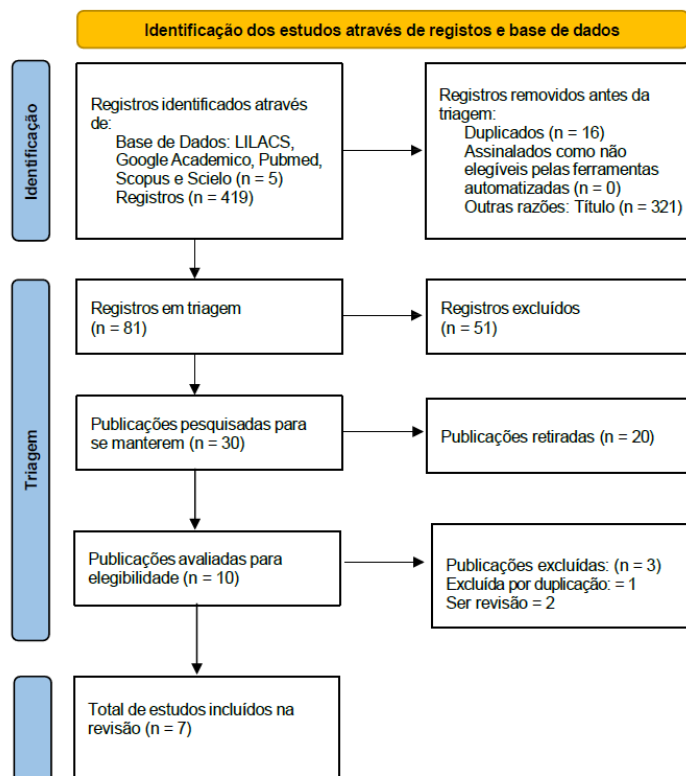 Identificação dos estudos através de registos e base de dados
Identificação
Registros identificados através
de:
Base de Dados: LILACS,
Google Academico, Pubmed,
Scopus e Scielo (n = 5)
Registros (n = 419)
Registros removidos antes da
triagem:
Duplicados (n = 16)
Assinalados como não
elegíveis pelas ferramentas
automatizadas (n = 0)
Outras razões: Título (n = 321)
Triagem
Registros em triagem
(n = 81)
Registros excluídos
(n = 51)
Publicações pesquisadas para
se manterem (n = 30)
Publicações retiradas (n = 20)
Publicações avaliadas para
elegibilidade (n = 10)
Publicações excluídas: (n = 3)
Excluída por duplicação: = 1
Ser revisão = 2
Total de estudos incluídos na
revisão (n = 7)